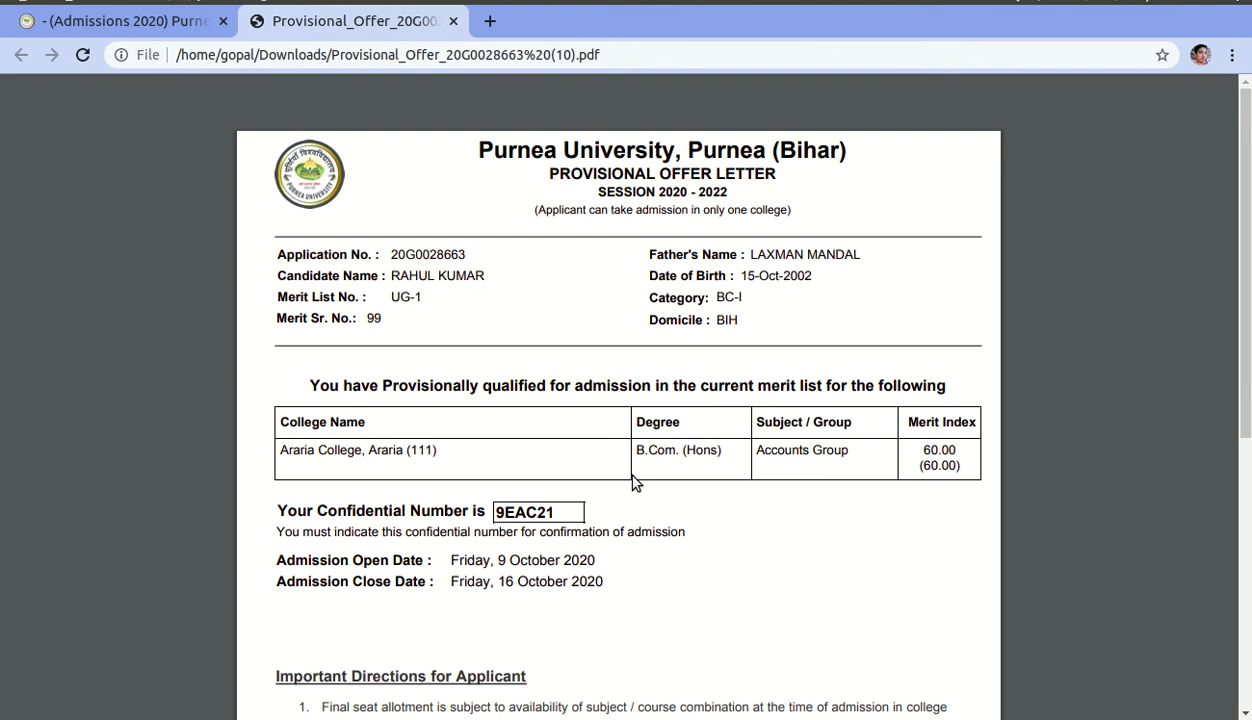 - (Admissions 2020) Purne
Provisional_Offer_20G00
File
/home/gopal/Downloads/Provisional_Offer_20G0028663%20(10).pdf
Purnea University, Purnea (Bihar)
PROVISIONAL OFFER LETTER
SESSION 2020 - 2022
(Applicant can take admission in only one college)
Application No. : 20G0028663 Father's Name : LAXMAN MANDAL
Candidate Name : RAHUL KUMAR Date of Birth : 15-Oct-2002
Merit List No. : UG-1 Category: BC-I
Merit Sr. No.: 99 Domicile : BIH
You have Provisionally qualified for admission in the current merit list for the following
College Name Degree Subject / Group Merit Index
Araria College, Araria (111) B.Com. (Hons) Accounts Group 60.00
(60.00)
Your Confidential Number is 9EAC21
You must indicate this confidential number for confirmation of admission
Admission Open Date : Friday, 9 October 2020
Admission Close Date : Friday, 16 October 2020
Important Directions for Applicant
1. Final seat allotment is subject to availability of subject / course combination at the time of admission in college